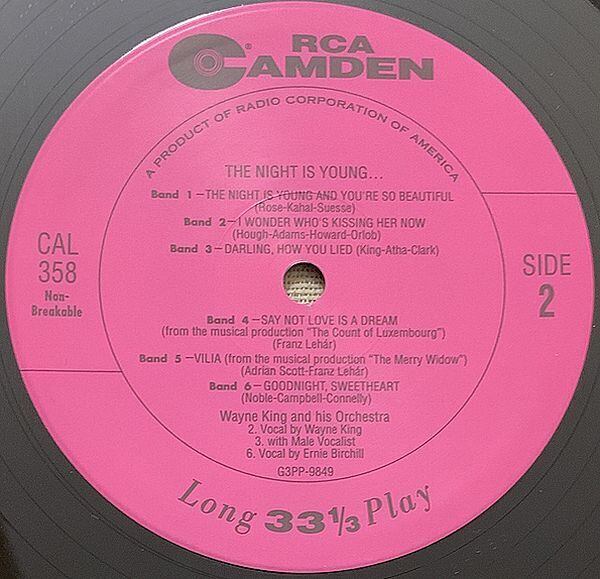 RCA
CAMDEN
®
A PRODUCT OF RADIO CORPORATION OF AMERICA
THE NIGHT IS YOUNG...
Band 1—THE NIGHT IS YOUNG AND YOU'RE SO BEAUTIFUL
(Rose-Kahal-Suesse)
Band 2—I WONDER WHO'S KISSING HER NOW
(Hough-Adams-Howard-Orlob)
Band 3—DARLING, HOW YOU LIED (King-Atha-Clark)
CAL
358
Non-
Breakable
SIDE
2
Band 4—SAY NOT LOVE IS A DREAM
(from the musical production "The Count of Luxembourg")
(Franz Lehár)
Band 5—VILIA (from the musical production "The Merry Widow")
(Adrian Scott-Franz Lehár)
Band 6—GOODNIGHT, SWEETHEART
(Noble-Campbell-Connelly)
Wayne King and his Orchestra
2. Vocal by Wayne King
3. with Male Vocalist
6. Vocal by Ernie Birchill
G3PP-9849
Long 33 1/3 Play